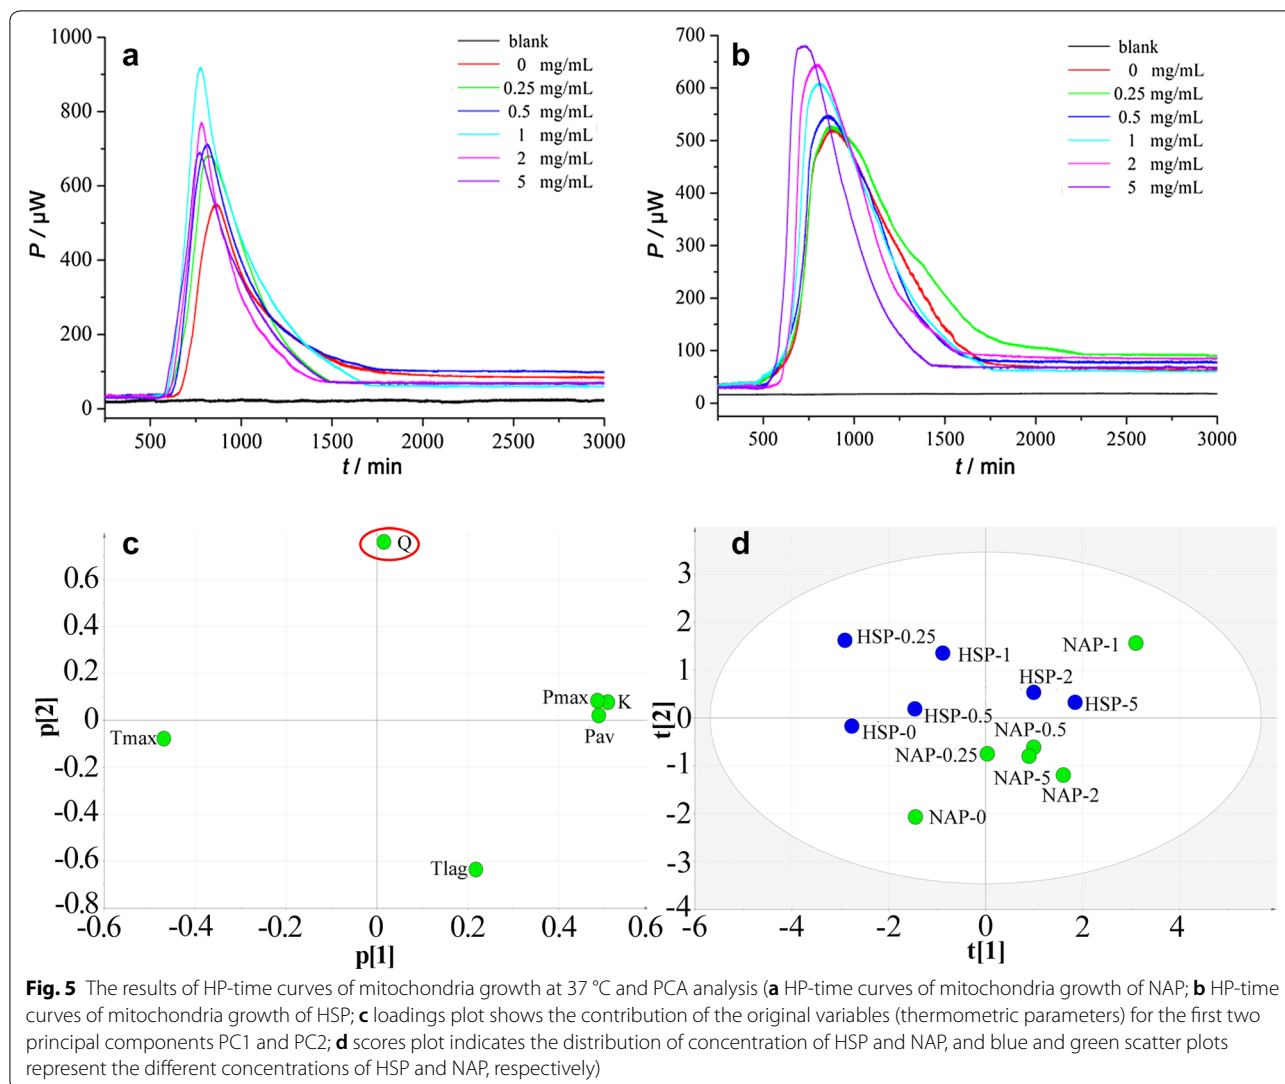 a
1000
800
600
400
200
0
P / µW
500
1000
1500
2000
2500
3000
t / min
blank
0 mg/mL
0.25 mg/mL
0.5 mg/mL
1 mg/mL
2 mg/mL
5 mg/mL
b
700
600
500
400
300
200
100
0
P / µW
500
1000
1500
2000
2500
3000
t / min
blank
0 mg/mL
0.25 mg/mL
0.5 mg/mL
1 mg/mL
2 mg/mL
5 mg/mL
c
0.6
0.4
0.2
0
-0.2
-0.4
-0.6
-0.8
p[2]
Q
Pmax
K
Pav
Tmax
Tlag
-0.6
-0.4
-0.2
0
0.2
0.4
0.6
p[1]
d
3
2
1
0
-1
-2
-3
-4
t[2]
HSP-0.25
HSP-1
NAP-1
HSP-2
HSP-5
HSP-0.5
HSP-0
NAP-0.5
NAP-0.25
NAP-5
NAP-2
NAP-0
-6
-4
-2
0
2
4
t[1]
Fig. 5 The results of HP-time curves of mitochondria growth at 37 °C and PCA analysis (a HP-time curves of mitochondria growth of NAP; b HP-time
curves of mitochondria growth of HSP; c loadings plot shows the contribution of the original variables (thermometric parameters) for the first two
principal components PC1 and PC2; d scores plot indicates the distribution of concentration of HSP and NAP, and blue and green scatter plots
represent the different concentrations of HSP and NAP, respectively)